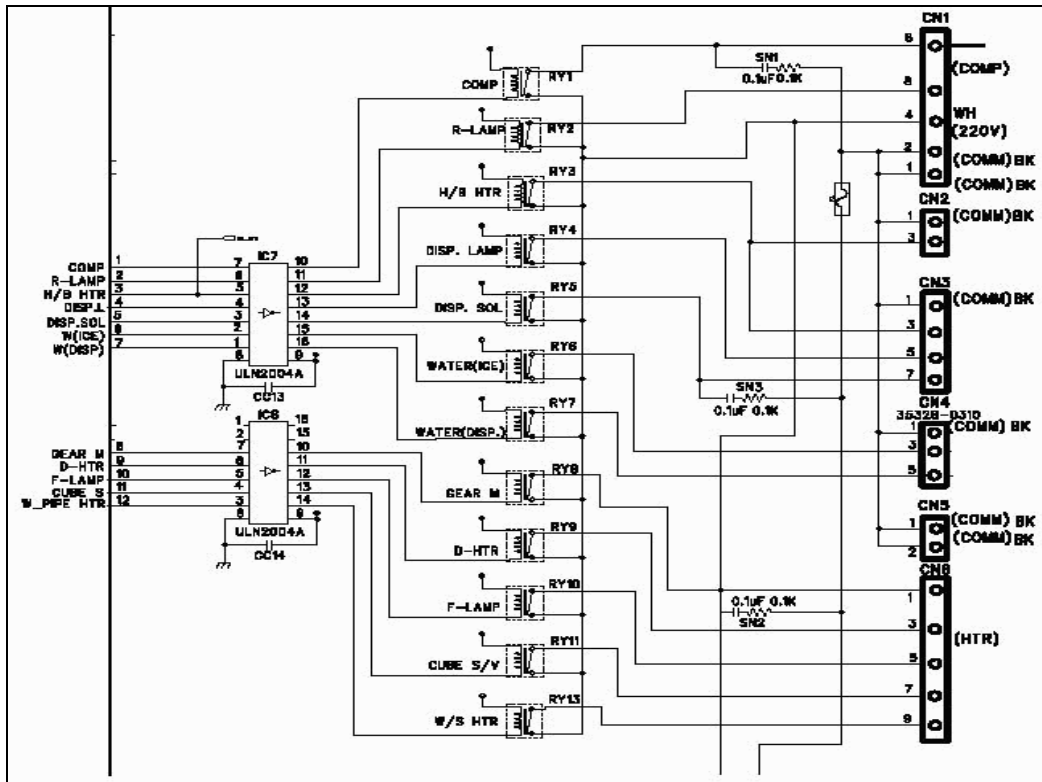 CN1
6
SN1
0.1uF 0.1K
(COMP)
COMP
RY1
8
R-LAMP
RY2
4
WH
(220V)
2
(COMM) BK
1
(COMM) BK
H/B HTR
RY3
CN2
1
(COMM) BK
3
DISP. LAMP
RY4
IC7
COMP
1
7
10
R-LAMP
2
6
11
H/B HTR
3
5
12
DISP.L
4
4
13
DISP.SOL
5
3
14
W(ICE)
6
2
15
W(DISP)
7
1
16
8
9
ULN2004A
CC13
DISP. SOL
RY5
CN3
1
(COMM) BK
3
5
7
WATER(ICE)
RY6
SN3
0.1uF 0.1K
WATER(DISP.)
RY7
CN4
35328-0310
1
(COMM) BK
3
5
IC8
1
16
2
15
GEAR M
8
7
10
D-HTR
9
6
11
F-LAMP
10
5
12
CUBE S
11
4
13
W_PIPE HTR
12
3
14
8
9
ULN2004A
CC14
GEAR M
RY8
D-HTR
RY9
CN5
1
(COMM) BK
2
(COMM) BK
F-LAMP
RY10
0.1uF 0.1K
SN2
CN6
1
3
(HTR)
5
7
9
CUBE S/V
RY11
W/S HTR
RY13